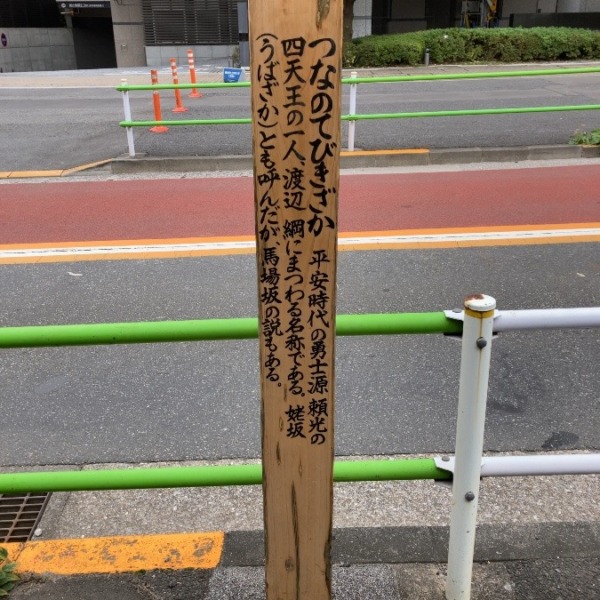 つなのてびきざか　平安時代の勇士源 頼光の
四天王の一人、渡辺 綱にまつわる名称である。姥坂
(うばざか)とも呼んだが、馬場坂の説もある。